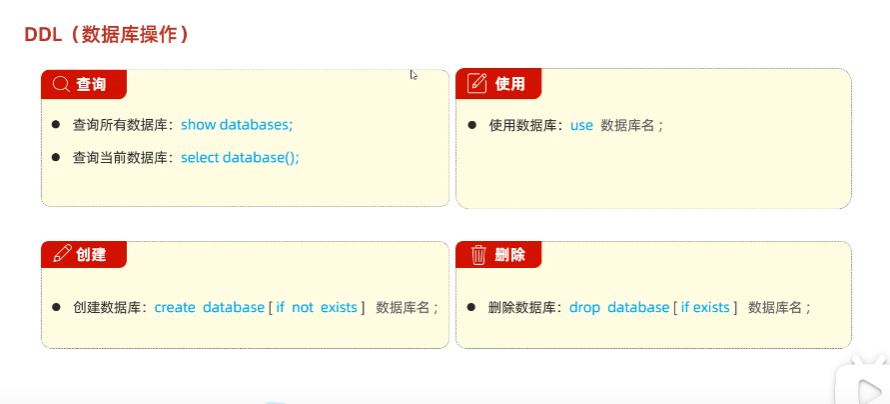 DDL（数据库操作）
查询
查询所有数据库：show databases;
查询当前数据库：select database();
使用
使用数据库：use 数据库名 ;
创建
创建数据库：create database [ if not exists ] 数据库名 ;
删除
删除数据库：drop database [ if exists ] 数据库名 ;